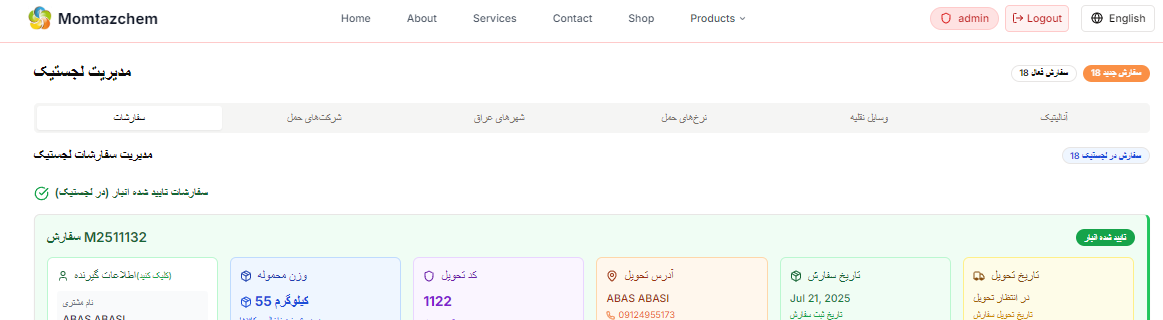 Momtazchem
Home About Services Contact Shop Products
admin Logout English
مدیریت لجستیک
18 سفارش فعال 18 سفارش جدید
سفارشات شرکت‌های حمل شهرهای عراق نرخ‌های حمل وسایل نقلیه آنالیتیک
مدیریت سفارشات لجستیک
18 سفارش در لجستیک
سفارشات تایید شده انبار (در لجستیک)
سفارش M2511132
تایید شده انبار
اطلاعات گیرنده (کلیک کنید)
نام مشتری
ABAS ABASI
وزن محموله
55 کیلوگرم
کد تحویل
1122
آدرس تحویل
ABAS ABASI
09124955173
تاریخ سفارش
Jul 21, 2025
تاریخ ثبت سفارش
تاریخ تحویل
در انتظار تحویل
تاریخ تحویل سفارش